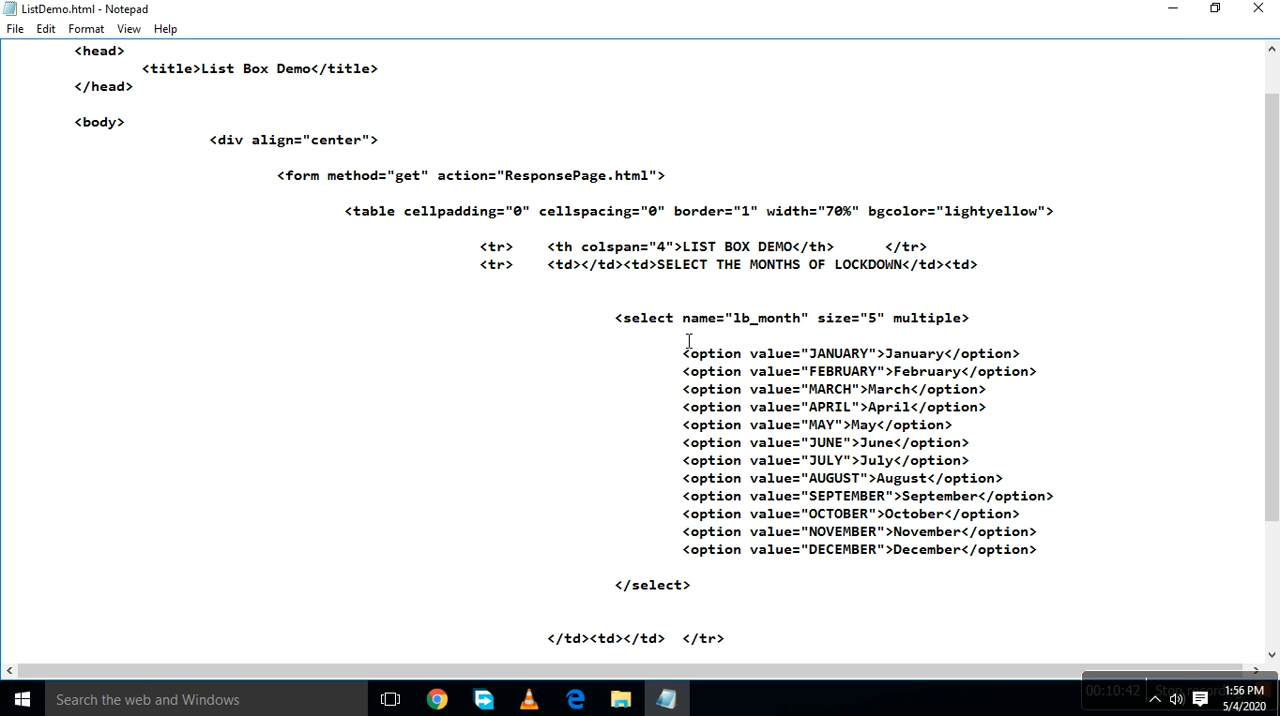 ListDemo.html - Notepad
File Edit Format View Help
<head>
<title>List Box Demo</title>
</head>
<body>
<div align="center">
<form method="get" action="ResponsePage.html">
<table cellpadding="0" cellspacing="0" border="1" width="70%" bgcolor="lightyellow">
<tr> <th colspan="4">LIST BOX DEMO</th> </tr>
<tr> <td></td><td>SELECT THE MONTHS OF LOCKDOWN</td><td>
<select name="lb_month" size="5" multiple>
<option value="JANUARY">January</option>
<option value="FEBRUARY">February</option>
<option value="MARCH">March</option>
<option value="APRIL">April</option>
<option value="MAY">May</option>
<option value="JUNE">June</option>
<option value="JULY">July</option>
<option value="AUGUST">August</option>
<option value="SEPTEMBER">September</option>
<option value="OCTOBER">October</option>
<option value="NOVEMBER">November</option>
<option value="DECEMBER">December</option>
</select>
</td><td></td> </tr>
Search the web and Windows
00:10:42 Stop
1:56 PM
5/4/2020